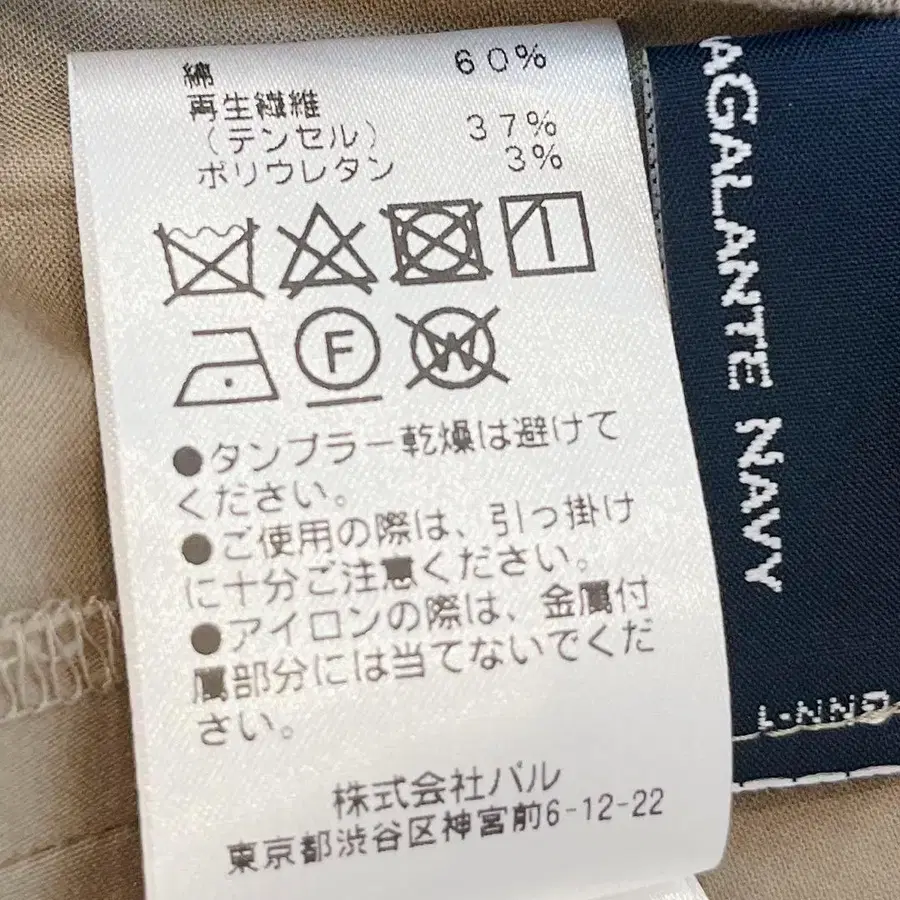 綿 60%
再生繊維
(テンセル) 37%
ポリウレタン 3%
F
W
●タンブラー乾燥は避けて
ください。
●ご使用の際は、引っ掛け
に十分ご注意ください。
●アイロンの際は、金属付
属部分には当てないでくだ
さい。
株式会社パル
東京都渋谷区神宮前6-12-22
AGALANTE NAVY